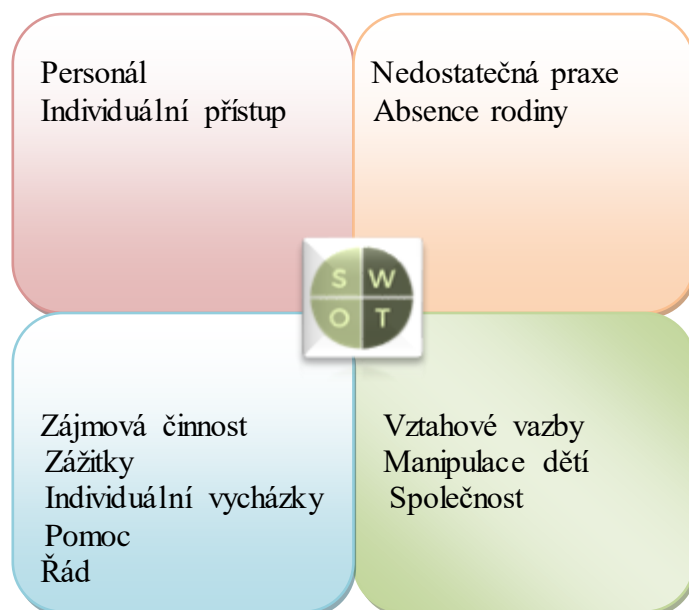 Personál
Individuální přístup
Nedostatečná praxe
Absence rodiny
S W
O T
Zájmová činnost
Zážitky
Individuální vycházky
Pomoc
Řád
Vztahové vazby
Manipulace dětí
Společnost